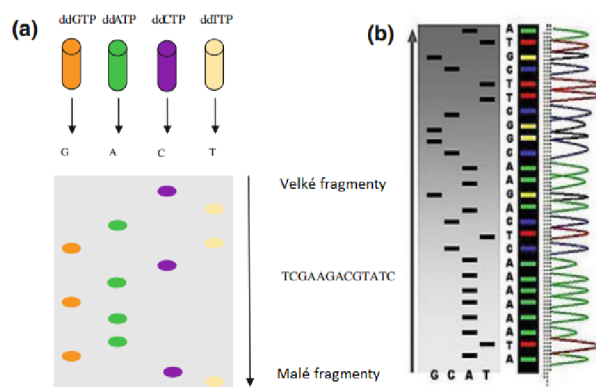 (a)
ddGTP ddATP ddCTP ddTTP
G A C T
Velké fragmenty
TCGAAGACGTATC
Malé fragmenty
(b)
A
T
G
C
T
T
C
G
G
C
A
A
G
A
C
T
C
A
A
A
A
A
A
T
A
G C A T